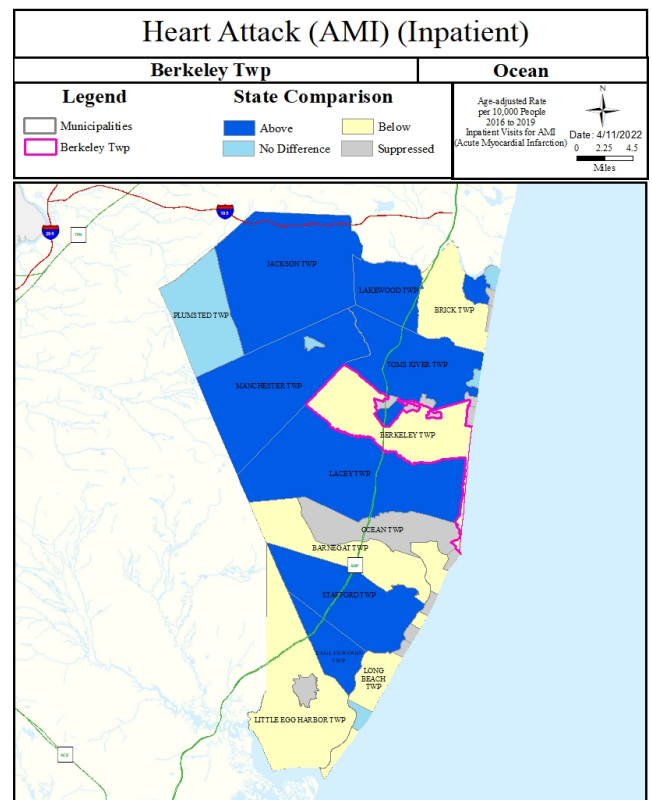 Heart Attack (AMI) (Inpatient)
Berkeley Twp
Ocean
Legend
Municipalities
Berkeley Twp
State Comparison
Above
Below
No Difference
Suppressed
Age-adjusted Rate
per 10,000 People
2016 to 2019
Inpatient Visits for AMI
(Acute Myocardial Infarction)
N
Date: 4/11/2022
0 2.25 4.5
Miles
195
JACKSON TWP
LAKEWOOD TWP
BRICK TWP
PLUMSTED TWP
TOMS RIVER TWP
MANCHESTER TWP
BERKELEY TWP
LACEY TWP
OCEAN TWP
BARNEGAT TWP
GSP
STAFFORD TWP
EAGLESWOOD
TWP
LONG
BEACH
TWP
LITTLE EGG HARBOR TWP